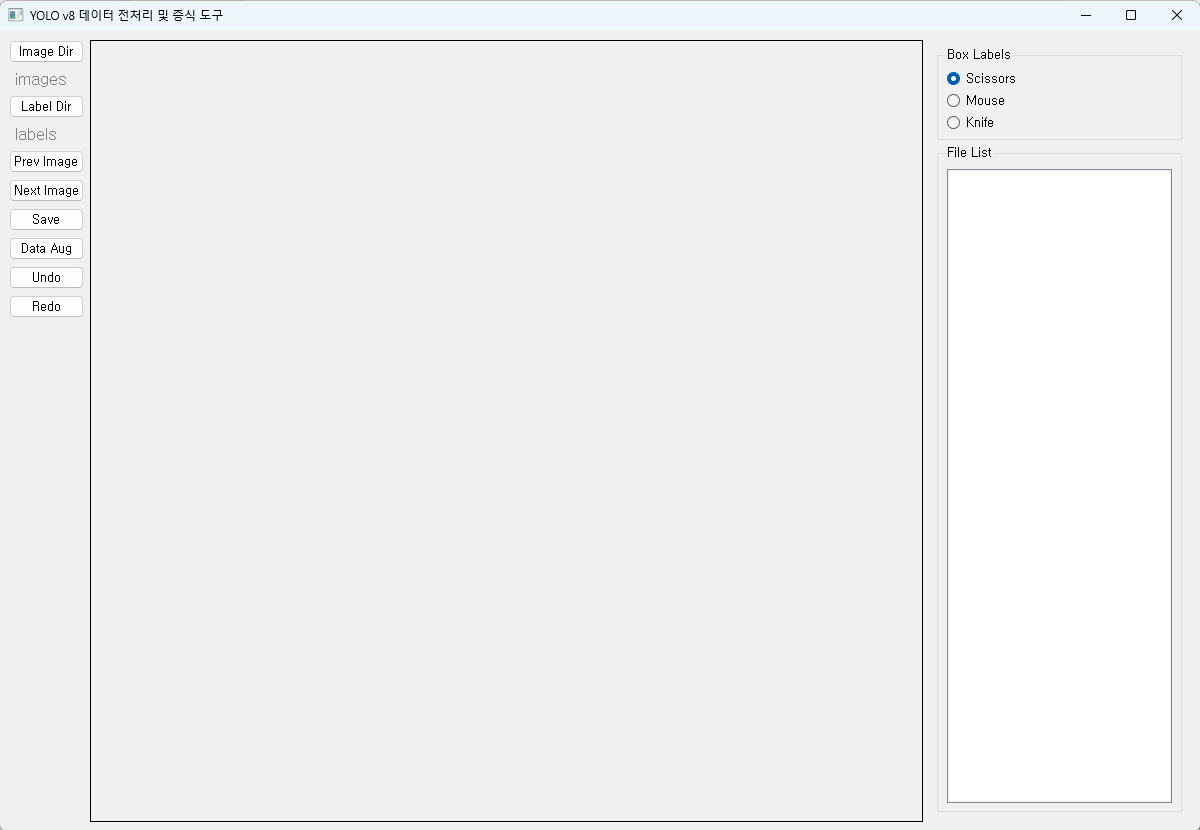 YOLO v8 데이터 전처리 및 증식 도구
Image Dir
images
Label Dir
labels
Prev Image
Next Image
Save
Data Aug
Undo
Redo
Box Labels
Scissors
Mouse
Knife
File List